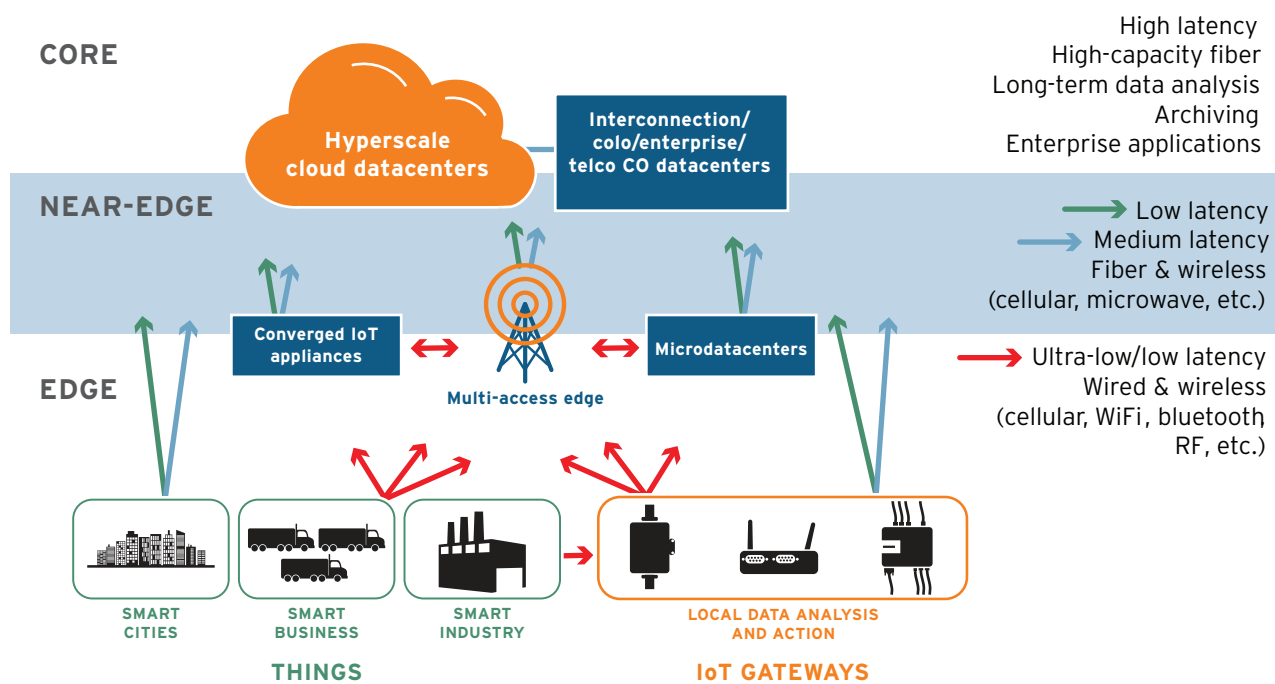 CORE
High latency
High-capacity fiber
Long-term data analysis
Archiving
Enterprise applications
Hyperscale
cloud datacenters
Interconnection/
colo/enterprise/
telco CO datacenters
NEAR-EDGE
Low latency
Medium latency
Fiber & wireless
(cellular, microwave, etc.)
Converged IoT
appliances
Multi-access edge
Microdatacenters
EDGE
Ultra-low/low latency
Wired & wireless
(cellular, WiFi, bluetooth,
RF, etc.)
SMART
CITIES
SMART
BUSINESS
SMART
INDUSTRY
LOCAL DATA ANALYSIS
AND ACTION
THINGS
IoT GATEWAYS